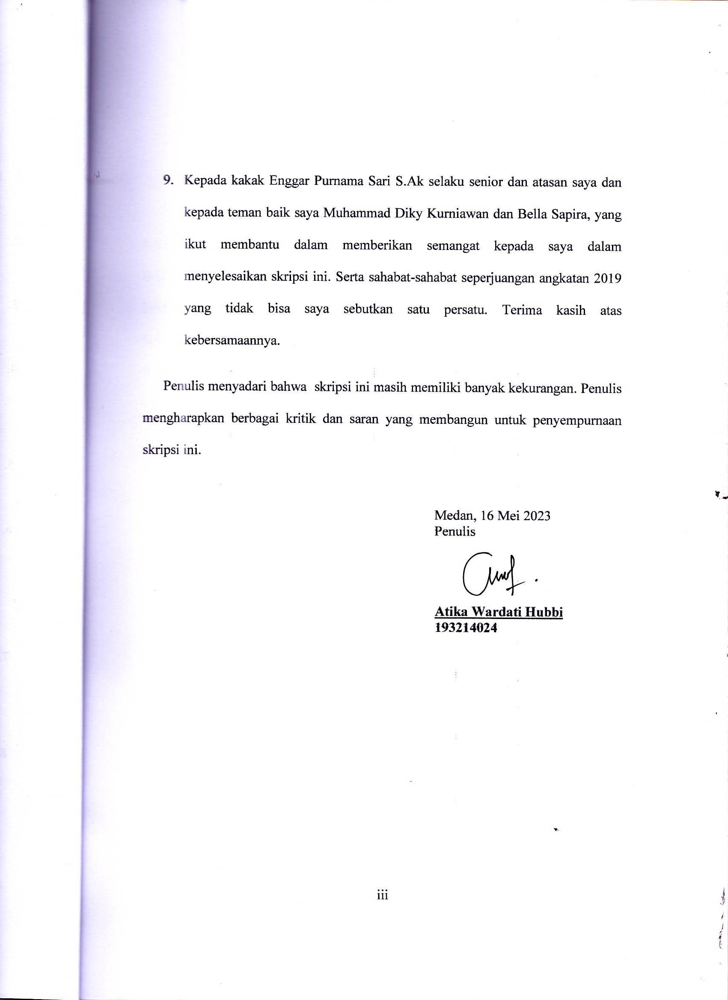 9. Kepada kakak Enggar Purnama Sari S.Ak selaku senior dan atasan saya dan
kepada teman baik saya Muhammad Diky Kurniawan dan Bella Sapira, yang
ikut membantu dalam memberikan semangat kepada saya dalam
menyelesaikan skripsi ini. Serta sahabat-sahabat seperjuangan angkatan 2019
yang tidak bisa saya sebutkan satu persatu. Terima kasih atas
kebersamaannya.
Penulis menyadari bahwa skripsi ini masih memiliki banyak kekurangan. Penulis
mengharapkan berbagai kritik dan saran yang membangun untuk penyempurnaan
skripsi ini.
Medan, 16 Mei 2023
Penulis
Atika Wardati Hubbi
193214024
iii